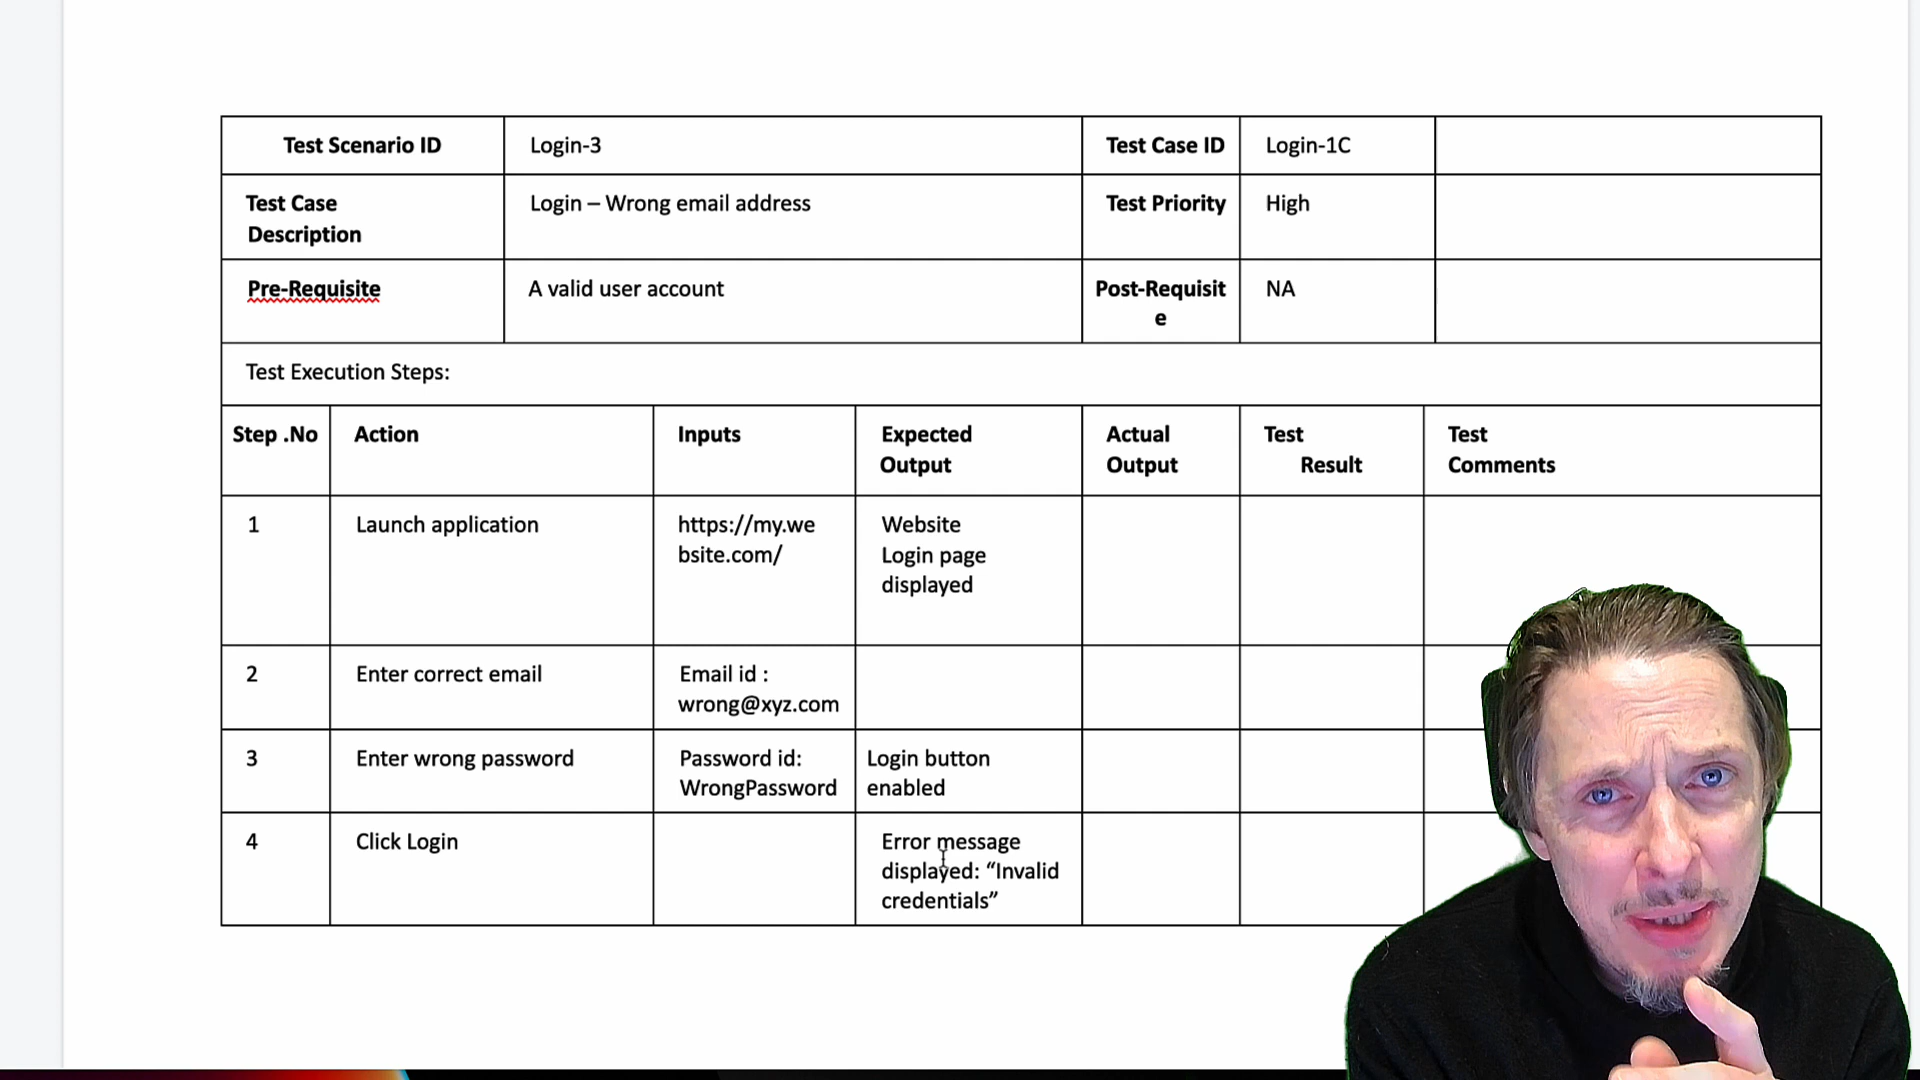 Test Scenario ID
Login-3
Test Case ID
Login-1C
Test Case
Description
Login – Wrong email address
Test Priority
High
Pre-Requisite
A valid user account
Post-Requisit
e
NA
Test Execution Steps:
Step .No
Action
Inputs
Expected
Output
Actual
Output
Test
Result
Test
Comments
1
Launch application
https://my.we
bsite.com/
Website
Login page
displayed
2
Enter correct email
Email id :
wrong@xyz.com
3
Enter wrong password
Password id:
WrongPassword
Login button
enabled
4
Click Login
Error message
displayed: “Invalid
credentials”